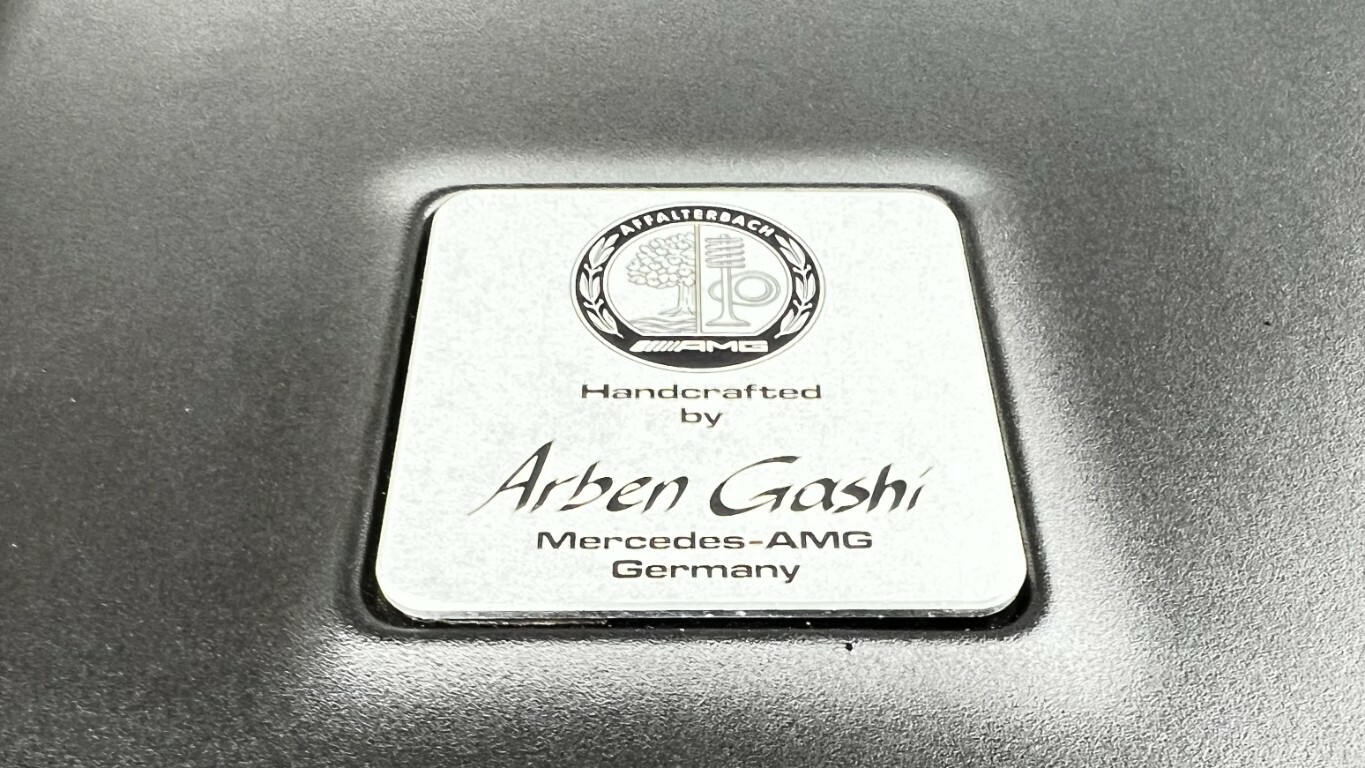 AFFALTERBACH
AMG
Handcrafted
by
Arben Gashi
Mercedes-AMG
Germany